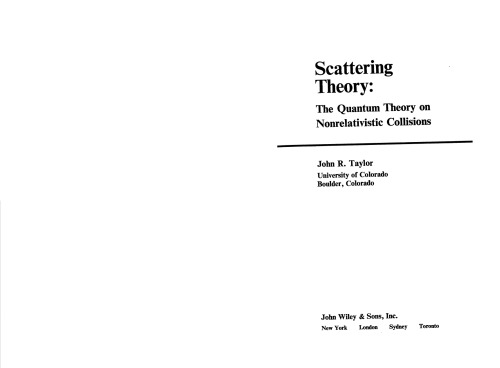 Scattering
Theory:
The Quantum Theory on
Nonrelativistic Collisions
John R. Taylor
University of Colorado
Boulder, Colorado
John Wiley & Sons, Inc.
New York London Sydney Toronto